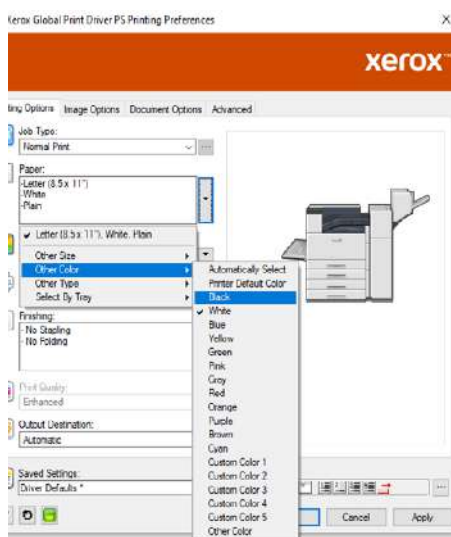 Xerox Global Print Driver PS Printing Preferences
X
xerox™
ting Options Image Options Document Options Advanced
Job Type:
Normal Print
Paper:
-Letter (8.5 x 11")
-White
-Plain
Letter (8.5 x 11"), White, Plain
Other Size
Other Color
Other Type
Select By Tray
Automatically Select
Printer Default Color
Black
White
Blue
Yellow
Green
Pink
Gray
Red
Orange
Purple
Brown
Cyan
Custom Color 1
Custom Color 2
Custom Color 3
Custom Color 4
Custom Color 5
Other Color
Finishing:
- No Stapling
- No Folding
Print Quality:
Enhanced
Output Destination:
Automatic
Saved Settings:
Driver Defaults *
Cancel
Apply